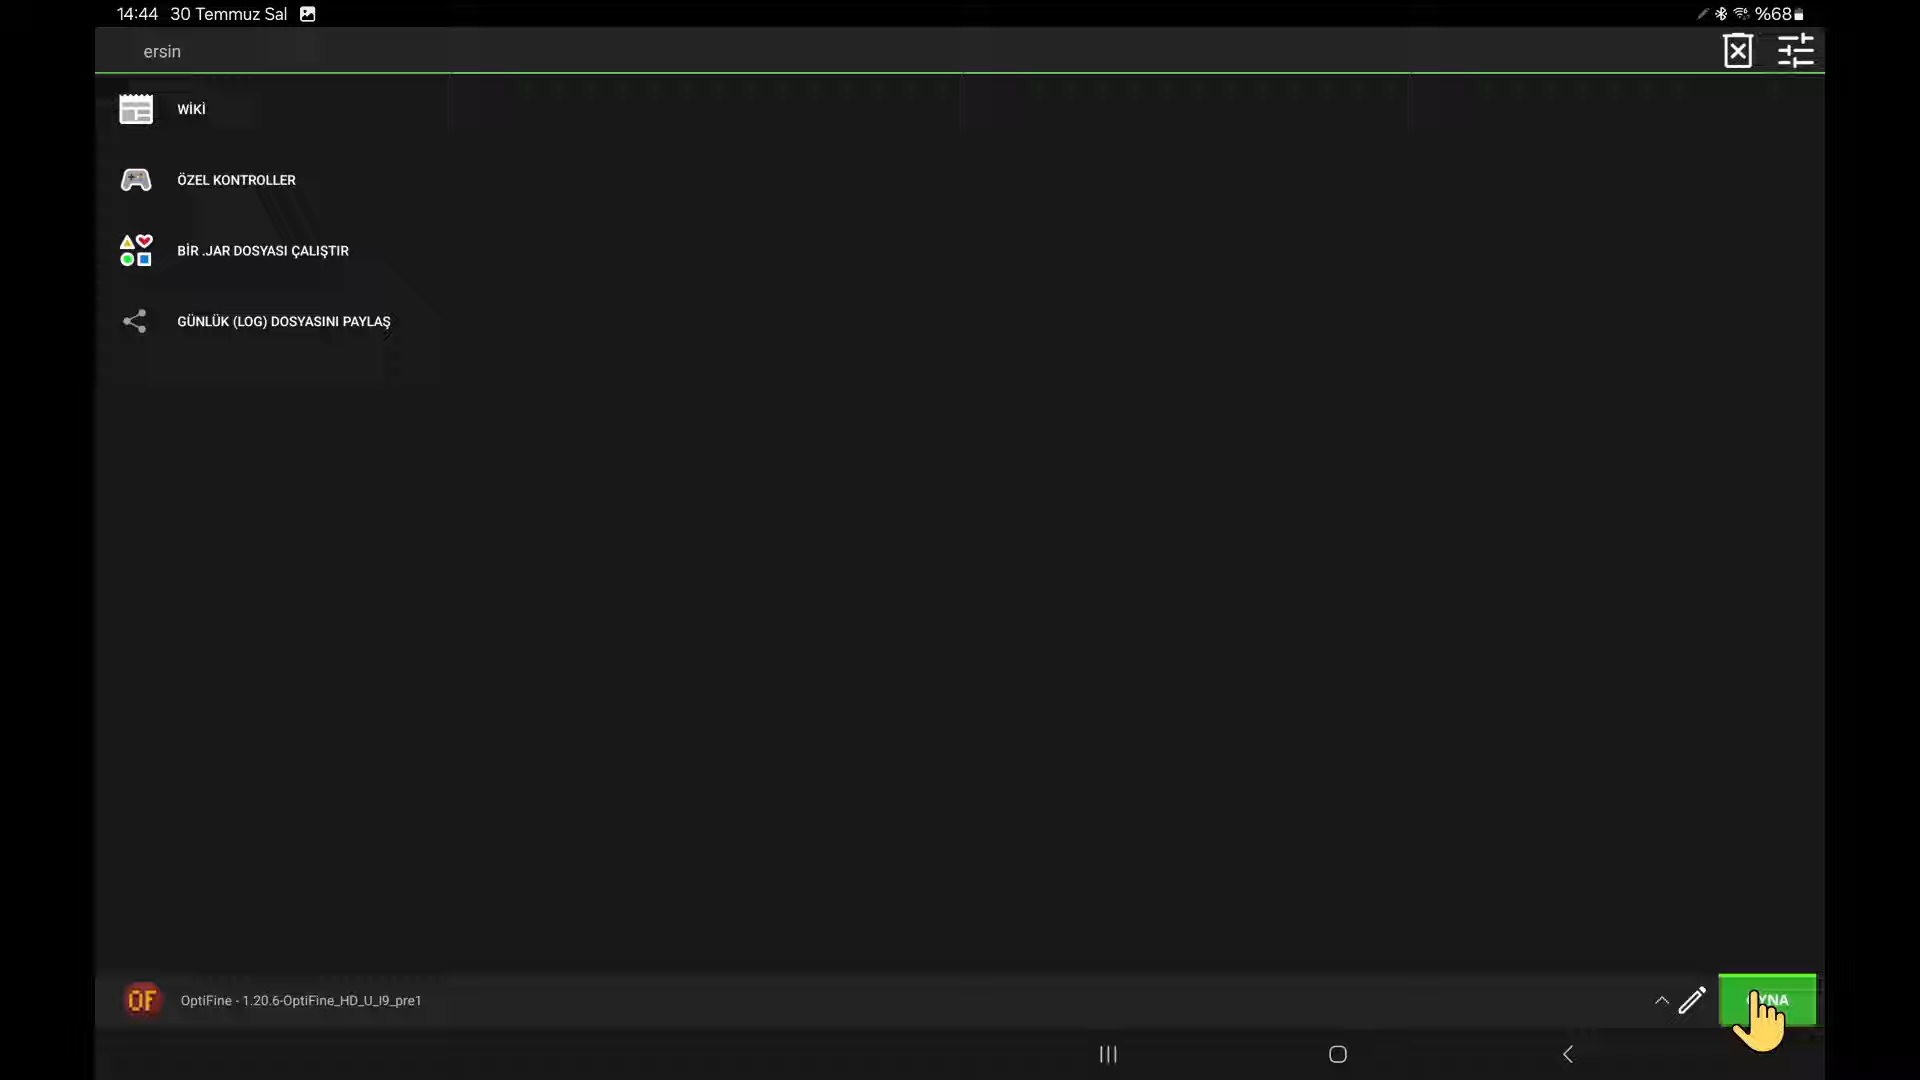 14:44 30 Temmuz Sal %68
ersin
WİKİ
ÖZEL KONTROLLER
BİR .JAR DOSYASI ÇALIŞTIR
GÜNLÜK (LOG) DOSYASINI PAYLAŞ
OF OptiFine - 1.20.6-OptiFine_HD_U_I9_pre1